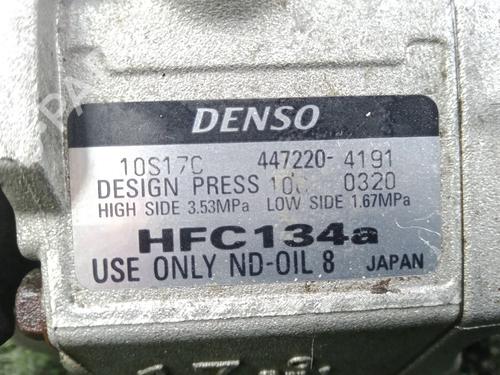 DENSO
10S17C 447220-4191
DESIGN PRESS 0320
HIGH SIDE 3.53MPa LOW SIDE 1.67MPa
HFC134a
USE ONLY ND-OIL 8 JAPAN